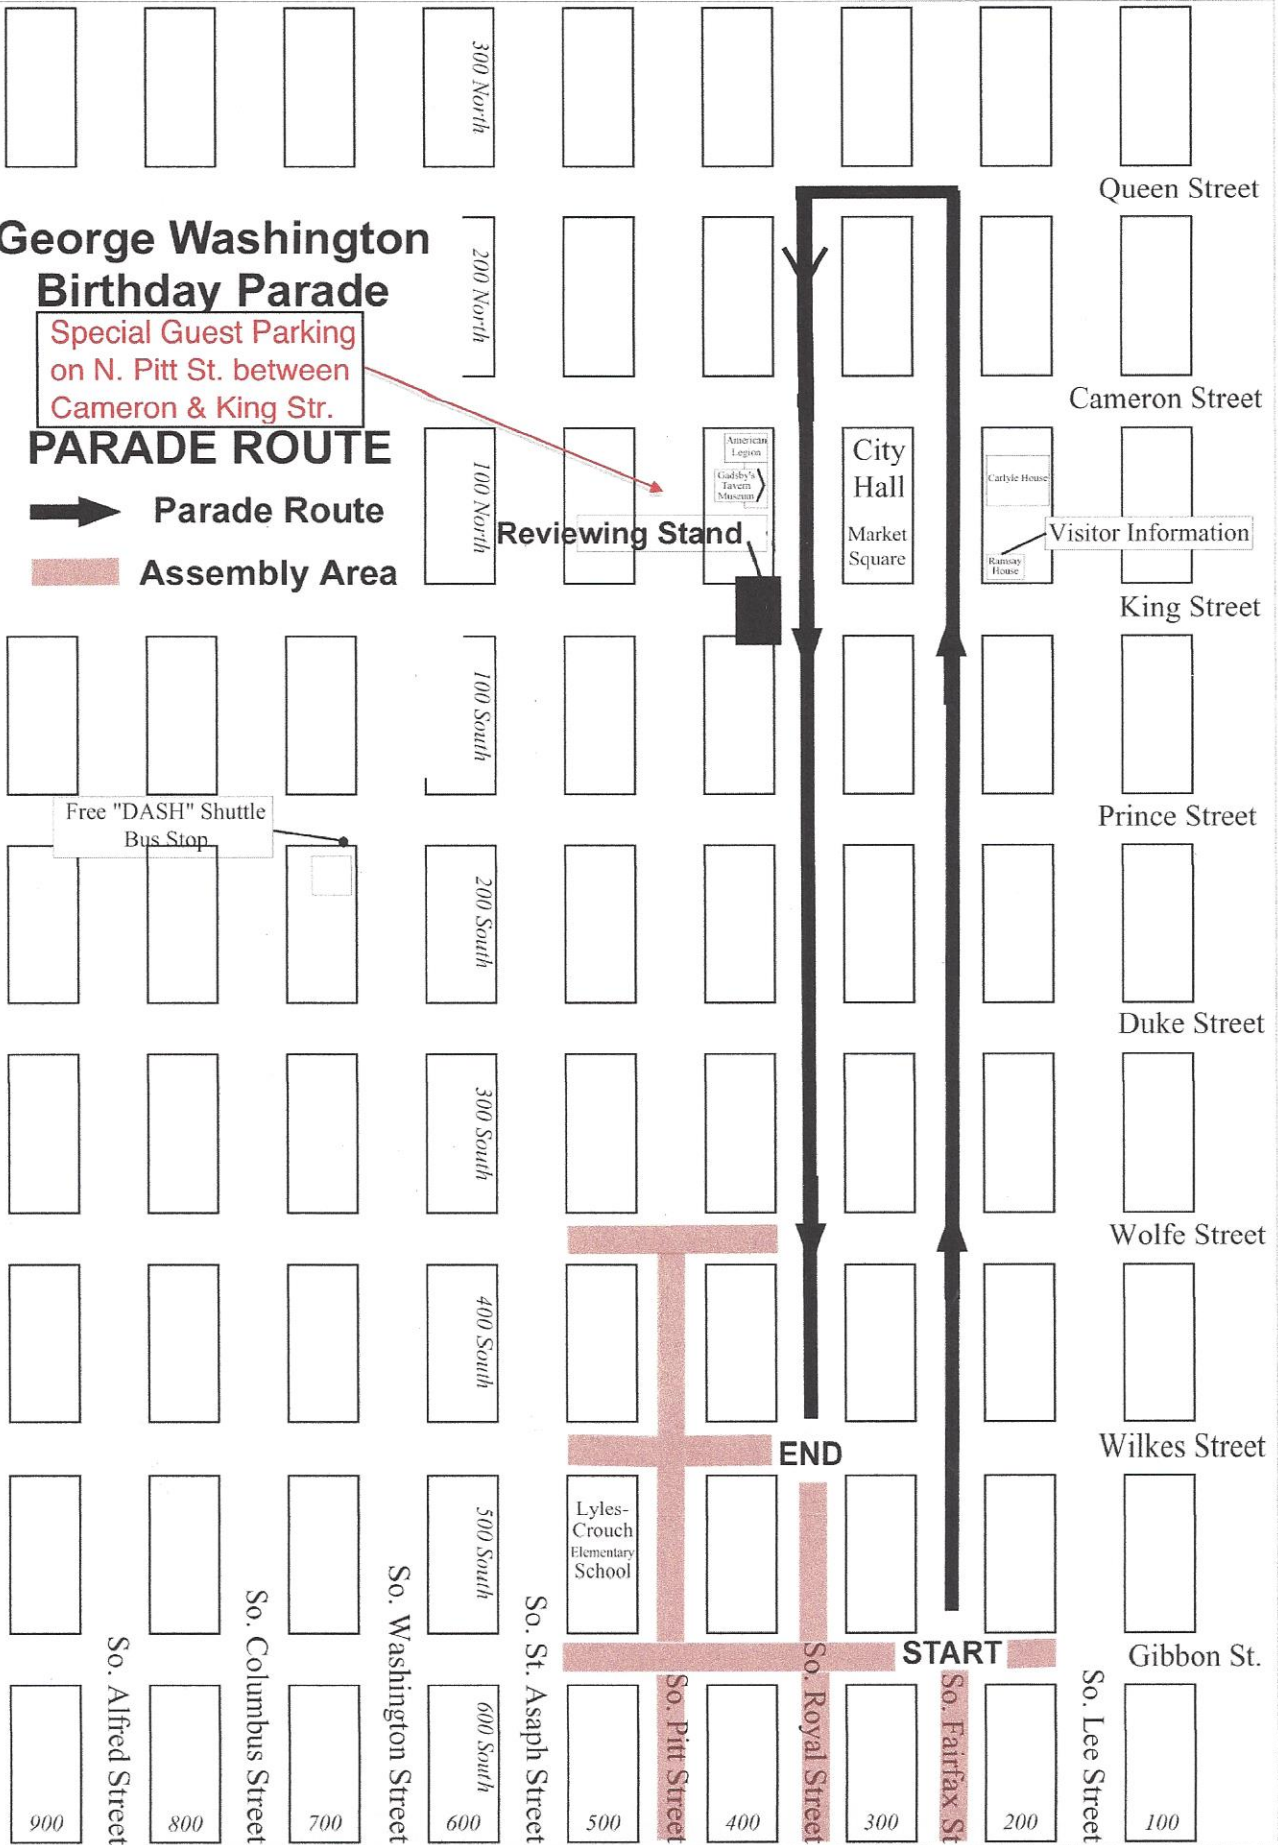 300 North
Queen Street
George Washington
Birthday Parade
200 North
Special Guest Parking
on N. Pitt St. between
Cameron & King Str.
Cameron Street
PARADE ROUTE
Parade Route
Assembly Area
100 North
American
Legion
Gadsby's
Tavern
Museum
Reviewing Stand
City
Hall
Market
Square
Carlyle House
Visitor Information
Ramsay
House
King Street
100 South
Free "DASH" Shuttle
Bus Stop
Prince Street
200 South
Duke Street
300 South
Wolfe Street
400 South
END
Wilkes Street
Lyles-
Crouch
Elementary
School
500 South
START
Gibbon St.
So. Alfred Street
So. Columbus Street
So. Washington Street
So. St. Asaph Street
So. Pitt Street
So. Royal Street
So. Fairfax St
So. Lee Street
600 South
900
800
700
600
500
400
300
200
100